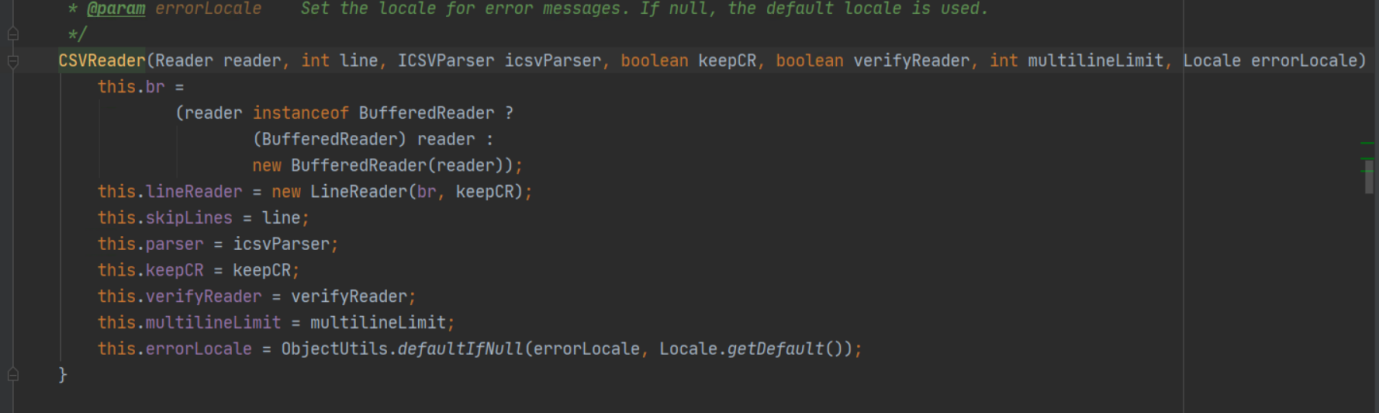 * @param errorLocale    Set the locale for error messages. If null, the default locale is used.
*/
CSVReader(Reader reader, int line, ICSVParser icsvParser, boolean keepCR, boolean verifyReader, int multilineLimit, Locale errorLocale)
this.br =
(reader instanceof BufferedReader ?
(BufferedReader) reader :
new BufferedReader(reader));
this.lineReader = new LineReader(br, keepCR);
this.skipLines = line;
this.parser = icsvParser;
this.keepCR = keepCR;
this.verifyReader = verifyReader;
this.multilineLimit = multilineLimit;
this.errorLocale = ObjectUtils.defaultIfNull(errorLocale, Locale.getDefault());
}